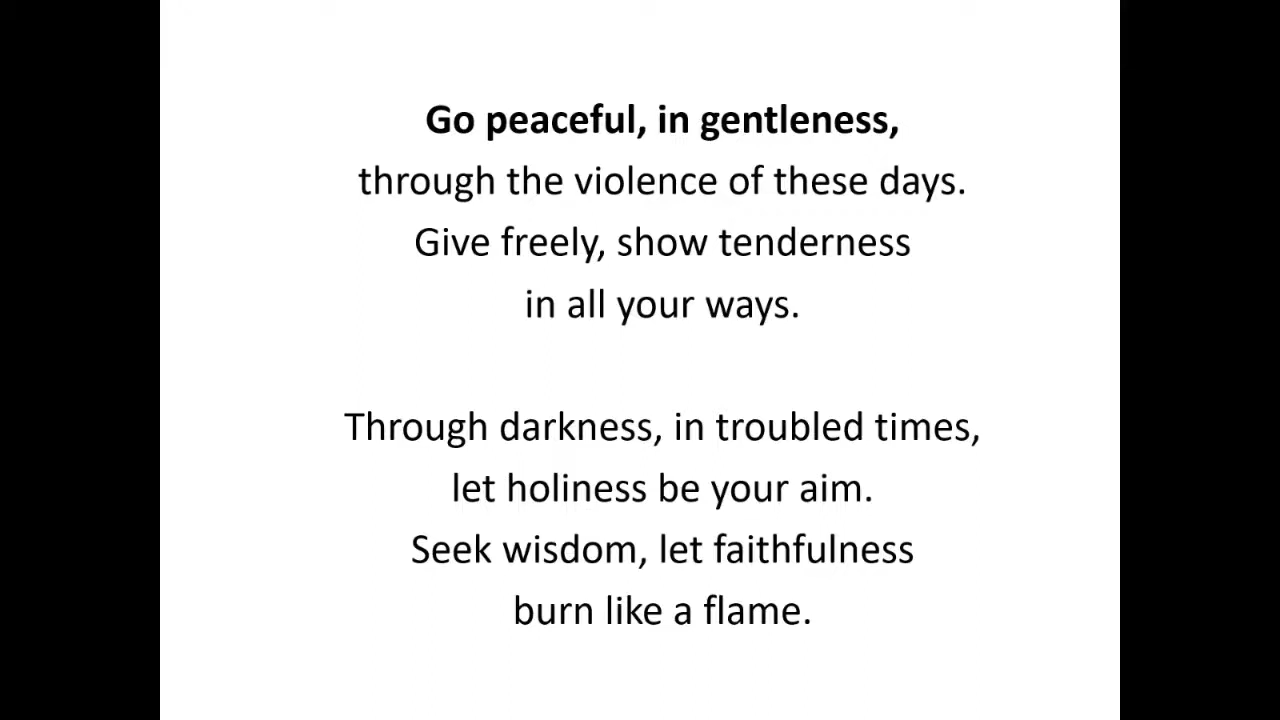 Go peaceful, in gentleness,
through the violence of these days.
Give freely, show tenderness
in all your ways.
Through darkness, in troubled times,
let holiness be your aim.
Seek wisdom, let faithfulness
burn like a flame.